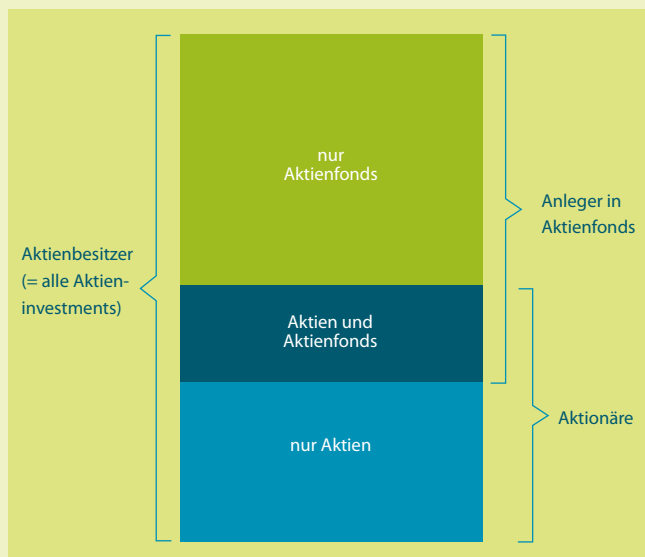 nur
Aktienfonds
Anleger in
Aktienfonds
Aktienbesitzer
(= alle Aktien-
investments)
Aktien und
Aktienfonds
Aktionäre
nur Aktien